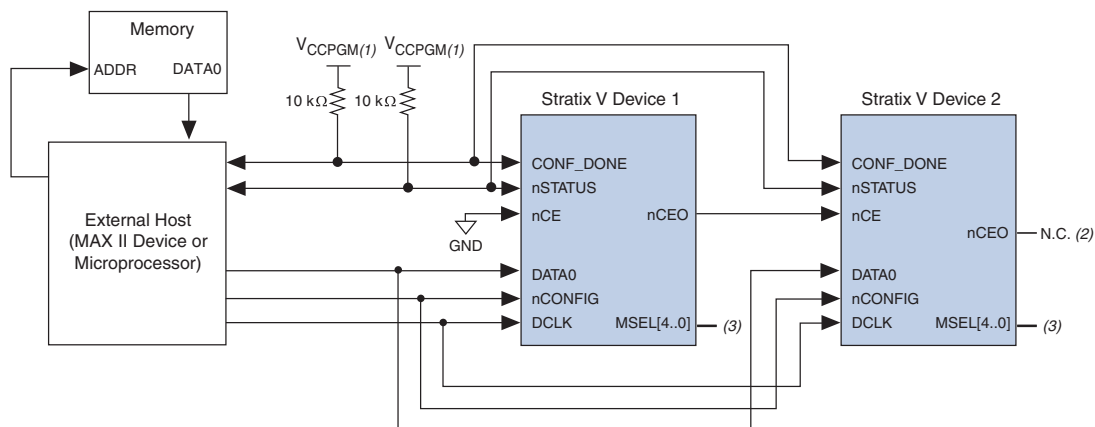 Memory
ADDR
DATA0
VCCPGM(1) VCCPGM(1)
10 kΩ 10 kΩ
External Host
(MAX II Device or
Microprocessor)
GND
Stratix V Device 1
CONF_DONE
nSTATUS
nCE
nCEO
DATA0
nCONFIG
DCLK
MSEL[4..0]
(3)
Stratix V Device 2
CONF_DONE
nSTATUS
nCE
nCEO
N.C. (2)
DATA0
nCONFIG
DCLK
MSEL[4..0]
(3)